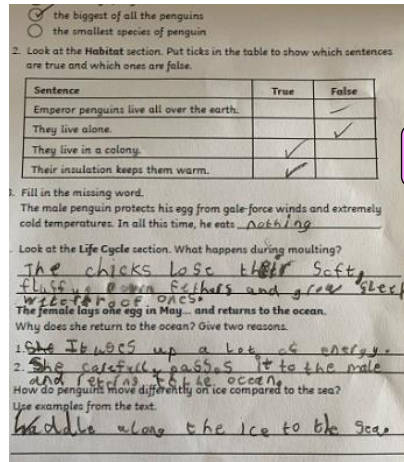 the biggest of all the penguins
the smallest species of penguin
2. Look at the Habitat section. Put ticks in the table to show which sentences
are true and which ones are false.
Sentence True False
Emperor penguins live all over the earth.
They live alone.
They live in a colony.
Their insulation keeps them warm.
3. Fill in the missing word.
The male penguin protects his egg from gale-force winds and extremely
cold temperatures. In all this time, he eats nothing
. Look at the Life Cycle section. What happens during moulting?
The chicks lose their soft,
fluffy down fethers and grow sleek
waterproof ones.
The female lays one egg in May... and returns to the ocean.
Why does she return to the ocean? Give two reasons.
1. She It uses up a lot of energy.
2. She carefully passes it to the male
and returns to the ocean.
How do penguins move differently on ice compared to the sea?
Use examples from the text.
Waddle along the ice to the sea.